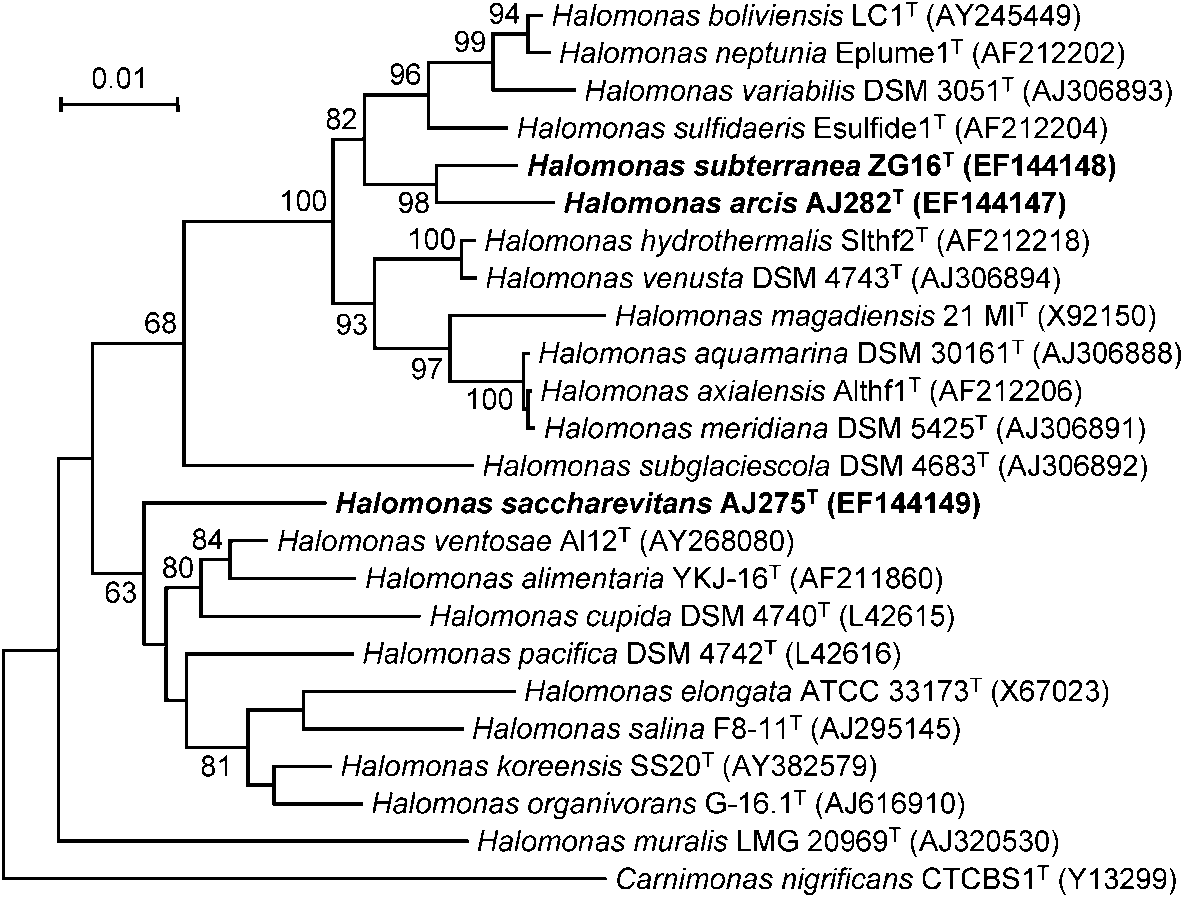 94 Halomonas boliviensis LC1ᵀ (AY245449)
99 Halomonas neptunia Eplume1ᵀ (AF212202)
0.01
96
Halomonas variabilis DSM 3051ᵀ (AJ306893)
82 Halomonas sulfidaeris Esulfide1ᵀ (AF212204)
Halomonas subterranea ZG16ᵀ (EF144148)
100 98 Halomonas arcis AJ282ᵀ (EF144147)
100 Halomonas hydrothermalis Slthf2ᵀ (AF212218)
Halomonas venusta DSM 4743ᵀ (AJ306894)
68 93 Halomonas magadiensis 21 MIᵀ (X92150)
Halomonas aquamarina DSM 30161ᵀ (AJ306888)
97
100 Halomonas axialensis Althf1ᵀ (AF212206)
Halomonas meridiana DSM 5425ᵀ (AJ306891)
Halomonas subglaciescola DSM 4683ᵀ (AJ306892)
Halomonas saccharevitans AJ275ᵀ (EF144149)
84 Halomonas ventosae Al12ᵀ (AY268080)
63 80 Halomonas alimentaria YKJ-16ᵀ (AF211860)
Halomonas cupida DSM 4740ᵀ (L42615)
Halomonas pacifica DSM 4742ᵀ (L42616)
Halomonas elongata ATCC 33173ᵀ (X67023)
Halomonas salina F8-11ᵀ (AJ295145)
81 Halomonas koreensis SS20ᵀ (AY382579)
Halomonas organivorans G-16.1ᵀ (AJ616910)
Halomonas muralis LMG 20969ᵀ (AJ320530)
Carnimonas nigrificans CTCBS1ᵀ (Y13299)